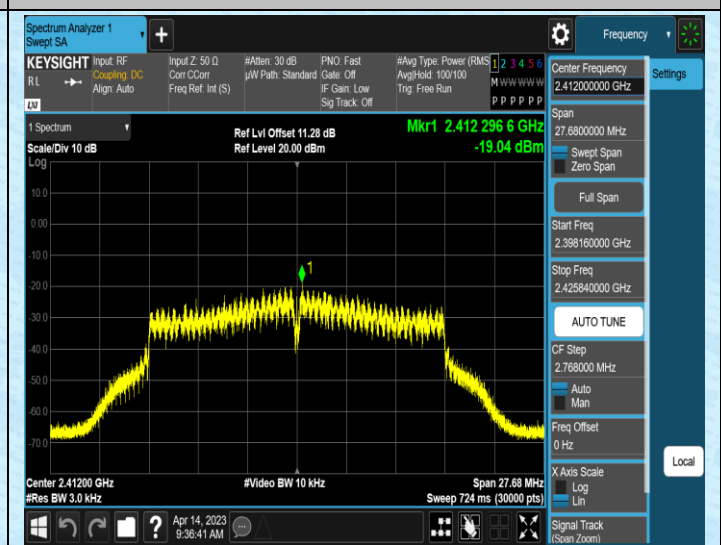 Spectrum Analyzer 1
Swept SA
+
Frequency
KEYSIGHT
RL
LXI
Input: RF
Coupling: DC
Align: Auto
Input Z: 50 Ω
Corr CCorr
Freq Ref: Int (S)
#Atten: 30 dB
µW Path: Standard
PNO: Fast
Gate: Off
IF Gain: Low
Sig Track: Off
#Avg Type: Power (RMS
Avg|Hold: 100/100
Trig: Free Run
1 2 3 4 5 6
M W W W W W
P P P P P P
1 Spectrum
Scale/Div 10 dB
Log
Ref Lvl Offset 11.28 dB
Ref Level 20.00 dBm
Mkr1 2.412 296 6 GHz
-19.04 dBm
10.0
0.00
-10.0
-20.0
-30.0
-40.0
-50.0
-60.0
-70.0
1
Center 2.41200 GHz
#Res BW 3.0 kHz
#Video BW 10 kHz
Span 27.68 MHz
Sweep 724 ms (30000 pts)
?
Apr 14, 2023
9:36:41 AM
Center Frequency
2.412000000 GHz
Span
27.6800000 MHz
Swept Span
Zero Span
Full Span
Start Freq
2.398160000 GHz
Stop Freq
2.425840000 GHz
AUTO TUNE
CF Step
2.768000 MHz
Auto
Man
Freq Offset
0 Hz
X Axis Scale
Log
Lin
Signal Track
(Span Zoom)
Settings
Local